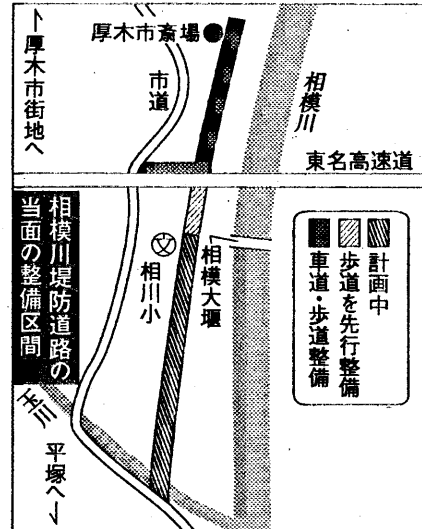 ↑厚木市街地へ
厚木市斎場
市道
相模川
東名高速道
相模川堤防道路の
当面の整備区間
相川小
相模大堰
計画中
歩道を先行整備
車道・歩道整備
玉川
平塚へ↓